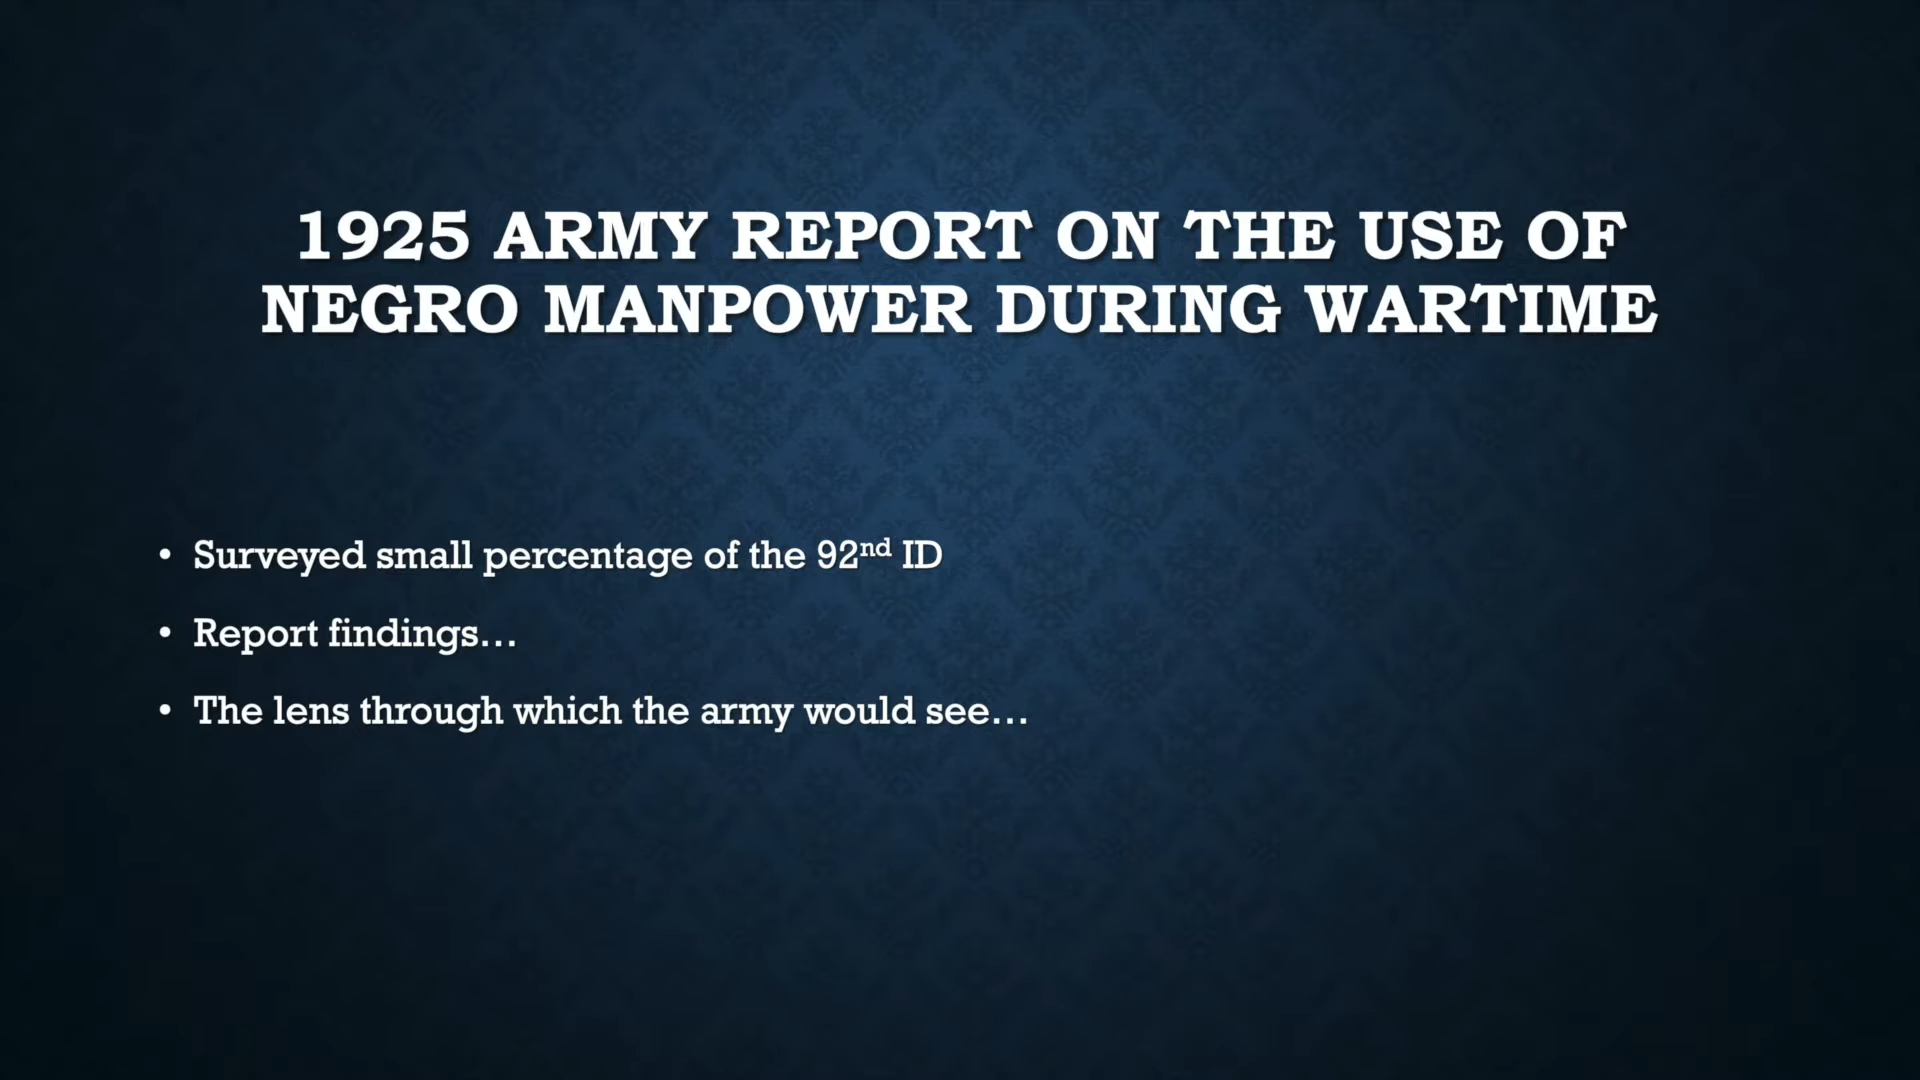 1925 ARMY REPORT ON THE USE OF
NEGRO MANPOWER DURING WARTIME
• Surveyed small percentage of the 92nd ID
• Report findings…
• The lens through which the army would see…